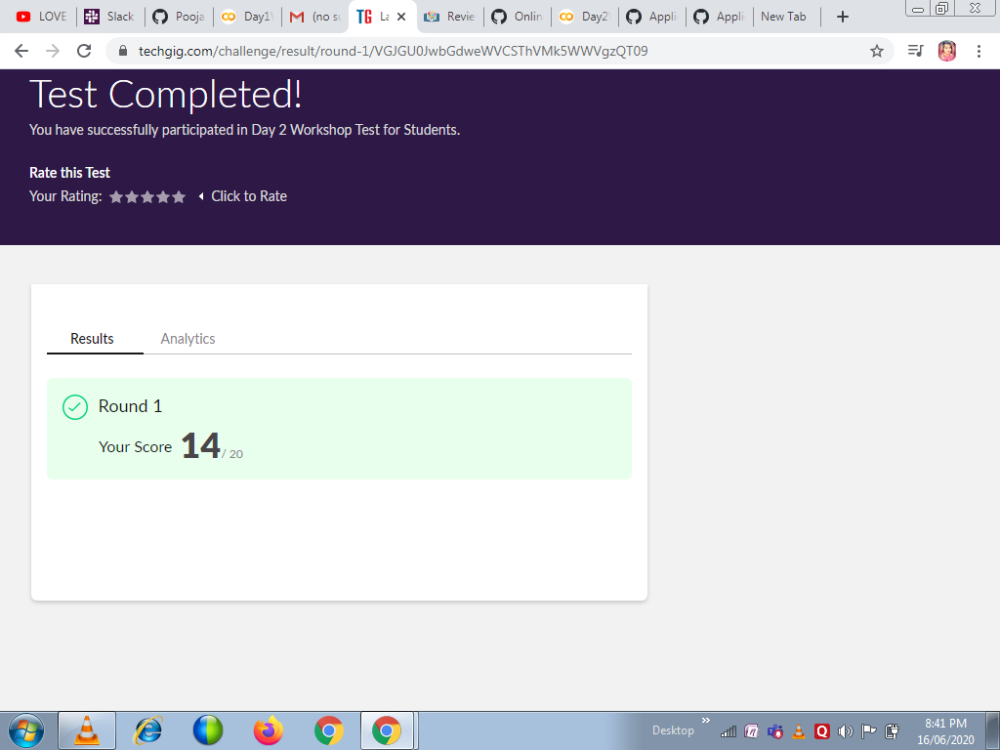 LOVE
Slack
Pooja
Day1
(no su
TG
La
Revie
Onlin
Day2
Appli
Appli
New Tab
techgig.com/challenge/result/round-1/VGJGU0JwbGdweWVCSThVMk5WWVgzQT09
Test Completed!
You have successfully participated in Day 2 Workshop Test for Students.
Rate this Test
Your Rating: Click to Rate
Results Analytics
Round 1
Your Score 14 / 20
Desktop
8:41 PM
16/06/2020